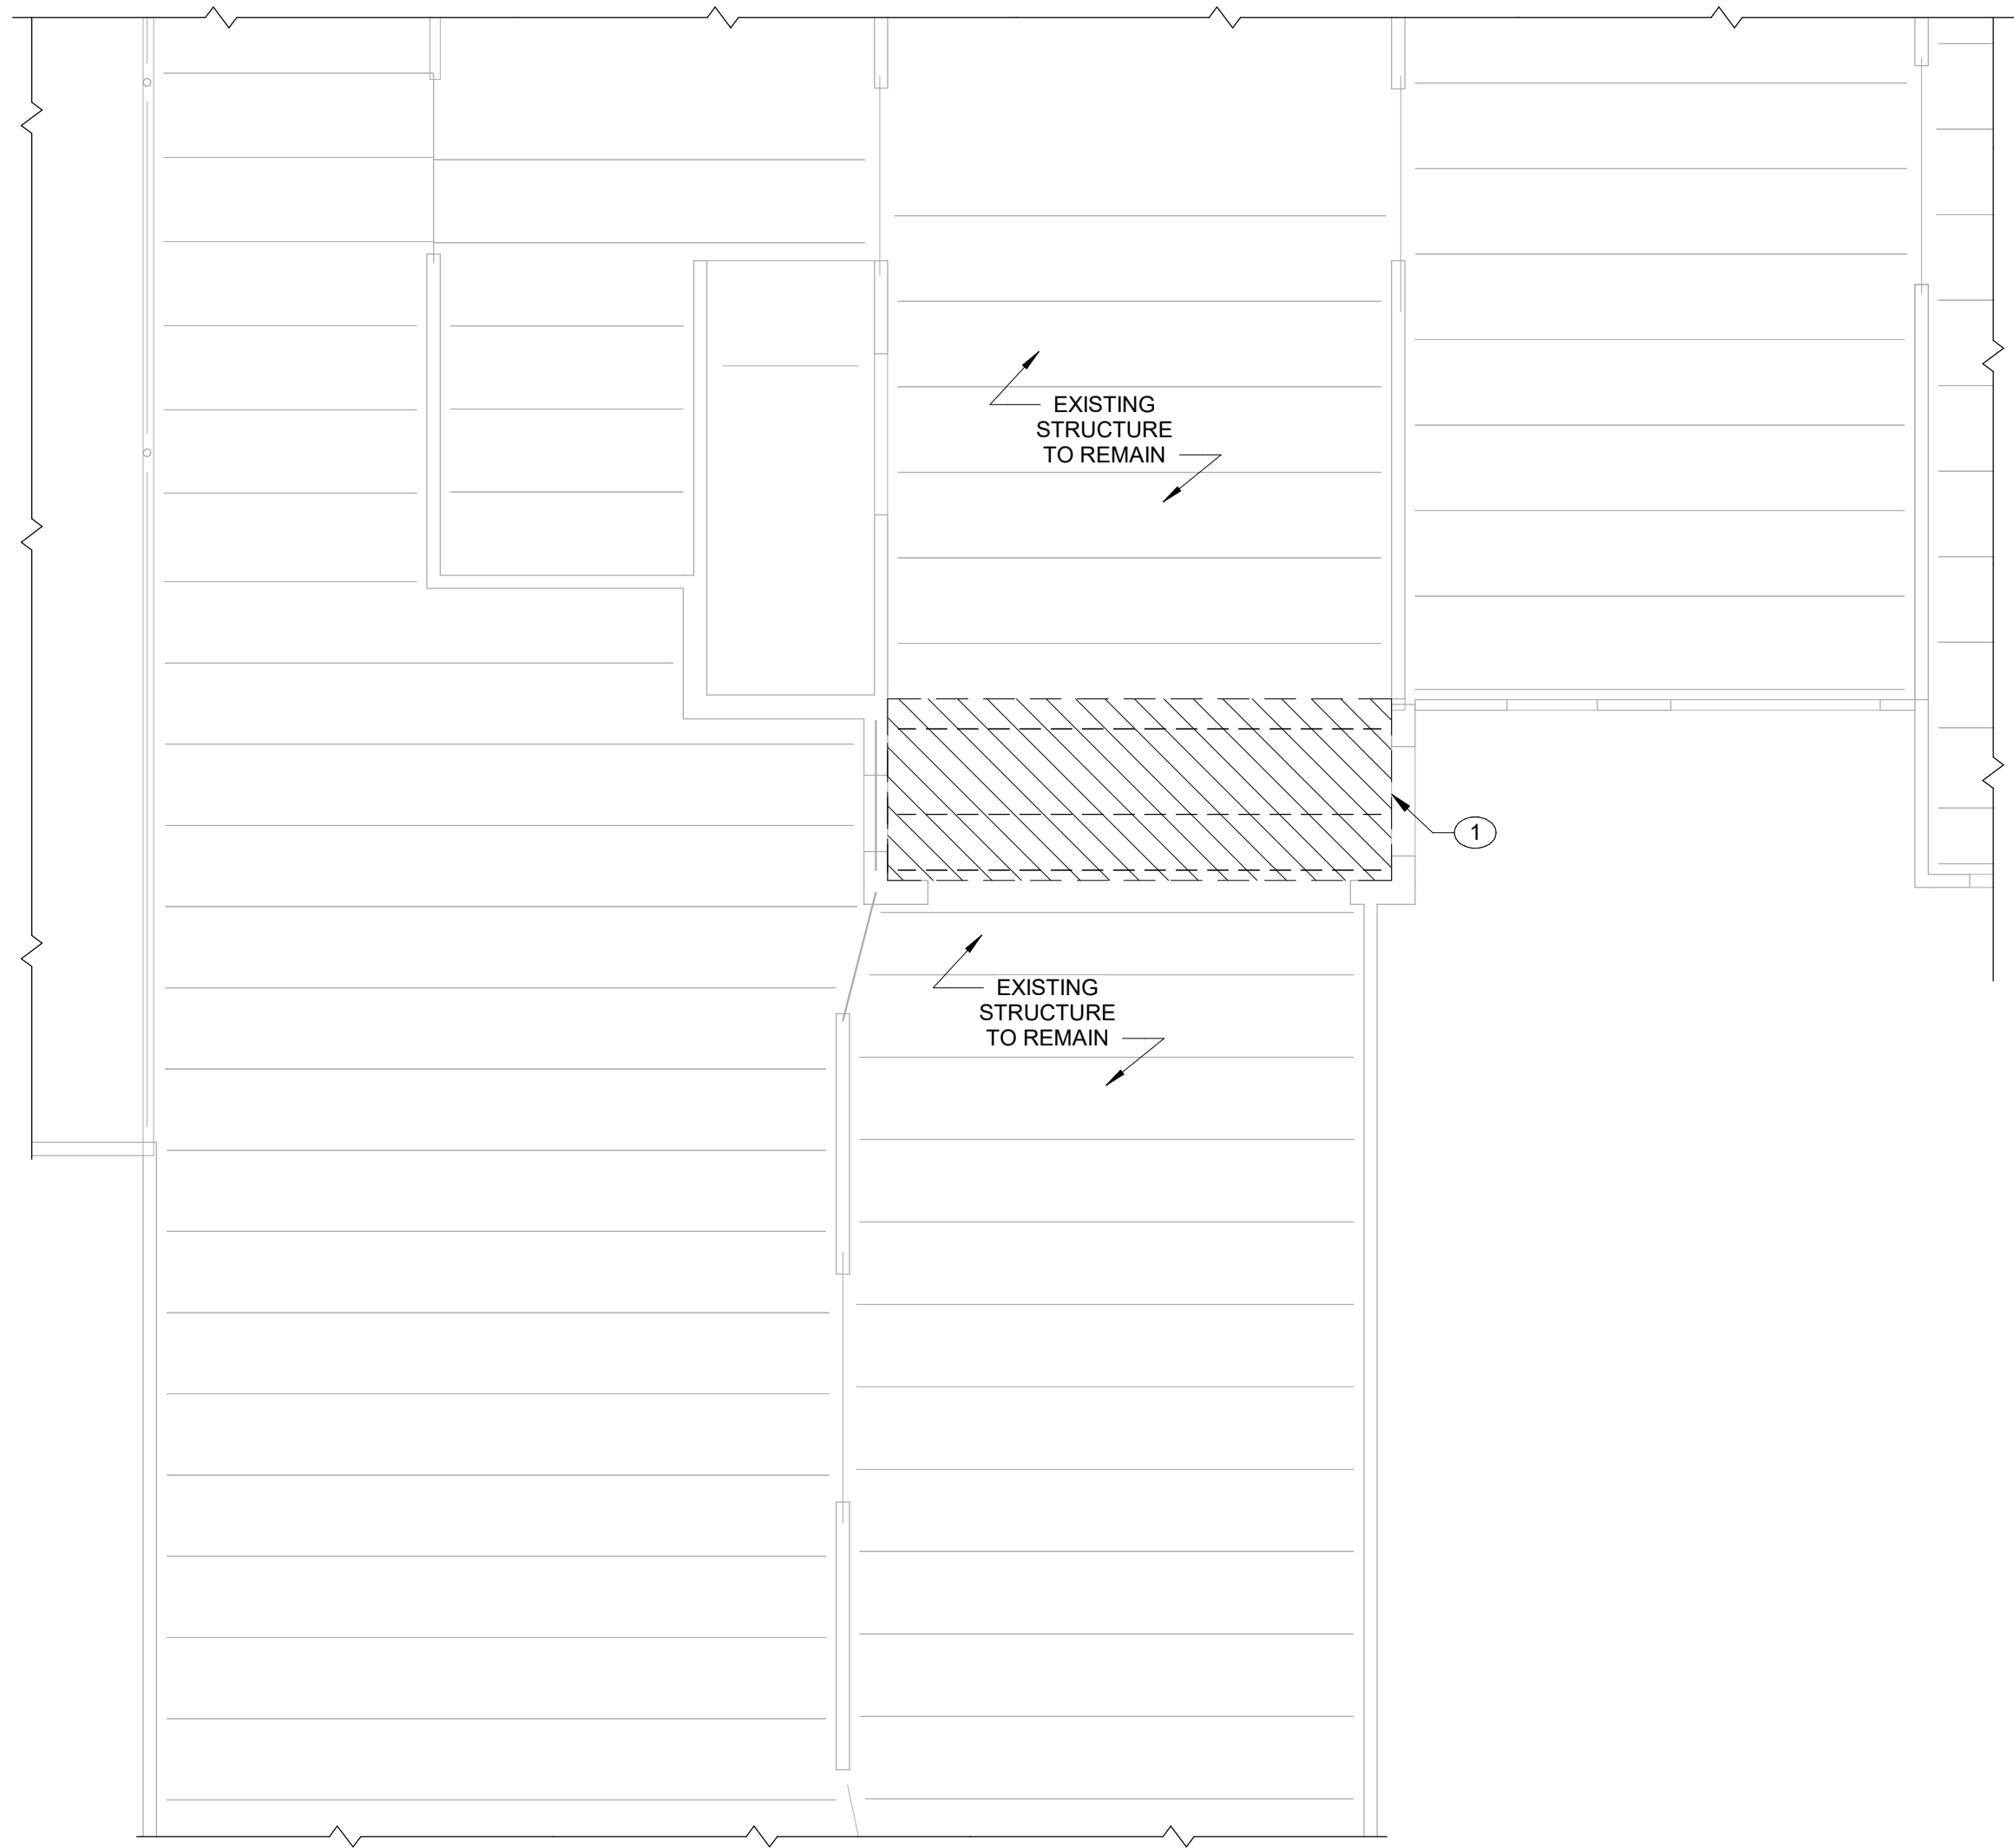 EXISTING
STRUCTURE
TO REMAIN
1
EXISTING
STRUCTURE
TO REMAIN